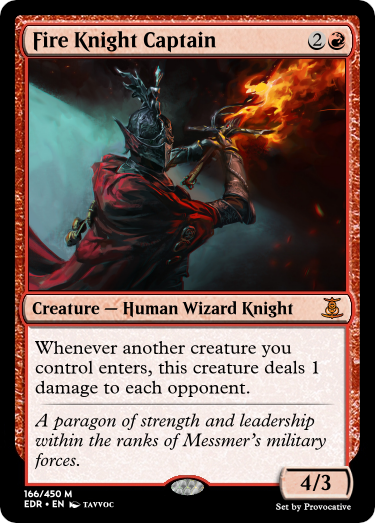 Fire Knight Captain 2
Creature — Human Wizard Knight
Whenever another creature you
control enters, this creature deals 1
damage to each opponent.
A paragon of strength and leadership
within the ranks of Messmer's military
forces.
4/3
166/450 M
EDR • EN TAVVOC
Set by Provocative